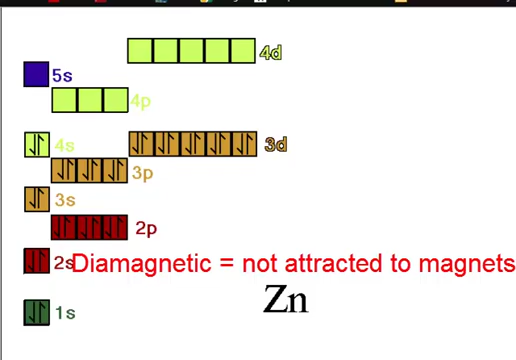 4d
5s
4p
4s
3d
3p
3s
2p
2s
Diamagnetic = not attracted to magnets
Zn
1s